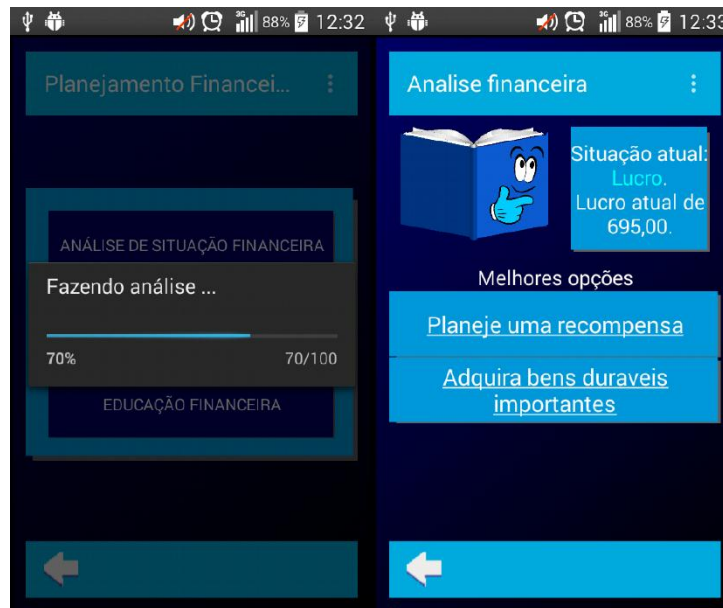 3G 88% 12:32
Planejamento Financei...
ANÁLISE DE SITUAÇÃO FINANCEIRA
Fazendo análise ...
70% 70/100
EDUCAÇÃO FINANCEIRA
3G 88% 12:33
Analise financeira
Situação atual:
Lucro.
Lucro atual de
695,00.
Melhores opções
Planeje uma recompensa
Adquira bens duraveis
importantes